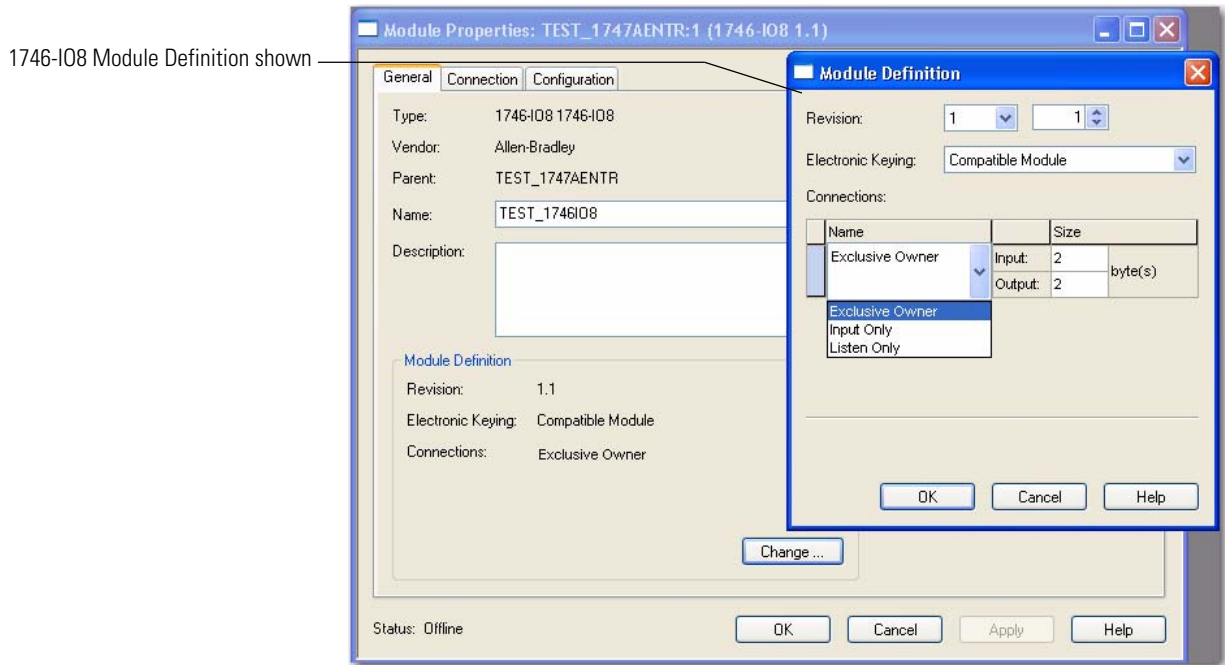 1746-IO8 Module Definition shown
Module Properties: TEST_1747AENTR:1 (1746-IO8 1.1)
General Connection Configuration
Type: 1746-IO8 1746-IO8
Vendor: Allen-Bradley
Parent: TEST_1747AENTR
Name: TEST_1746IO8
Description:
Module Definition
Revision: 1.1
Electronic Keying: Compatible Module
Connections: Exclusive Owner
Change ...
Status: Offline
OK Cancel Apply Help
Module Definition
Revision: 1 1
Electronic Keying: Compatible Module
Connections:
Name Size
Exclusive Owner Input: 2 byte(s)
Output: 2
Exclusive Owner
Input Only
Listen Only
OK Cancel Help